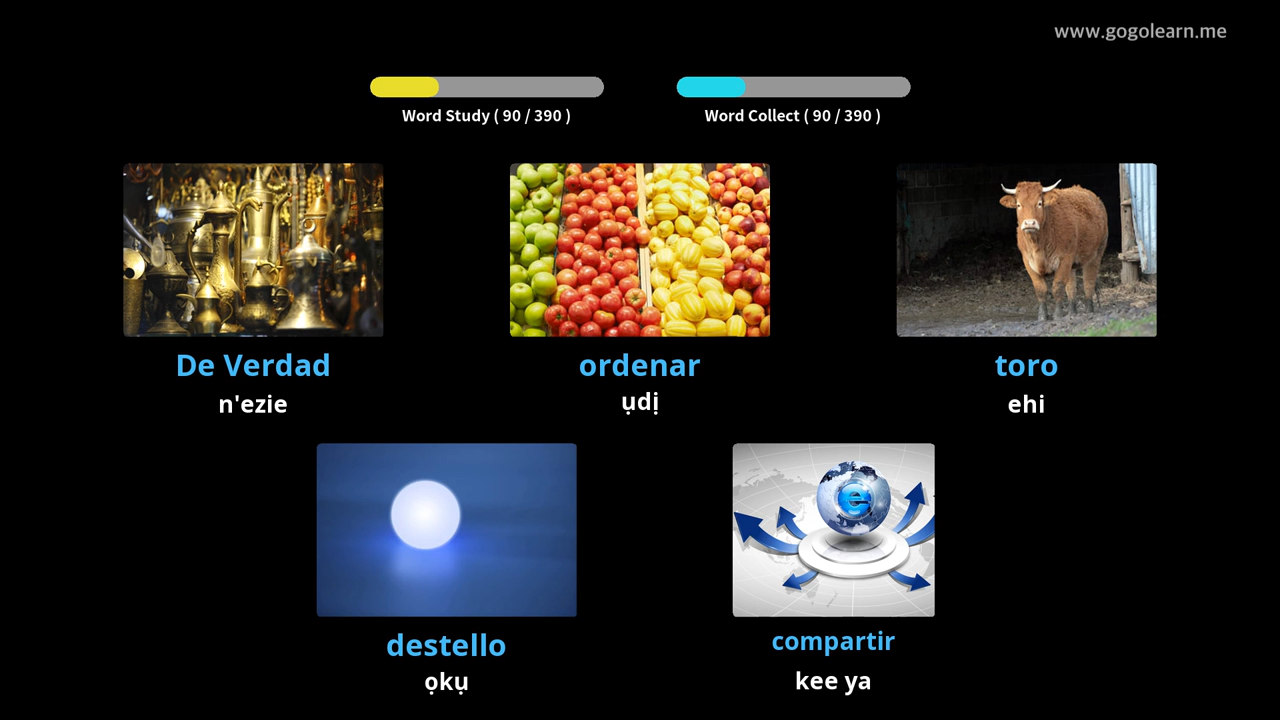 www.gogolearn.me
Word Study ( 90 / 390 )
Word Collect ( 90 / 390 )
De Verdad
n'ezie
ordenar
ụdị
toro
ehi
destello
ọkụ
compartir
kee ya